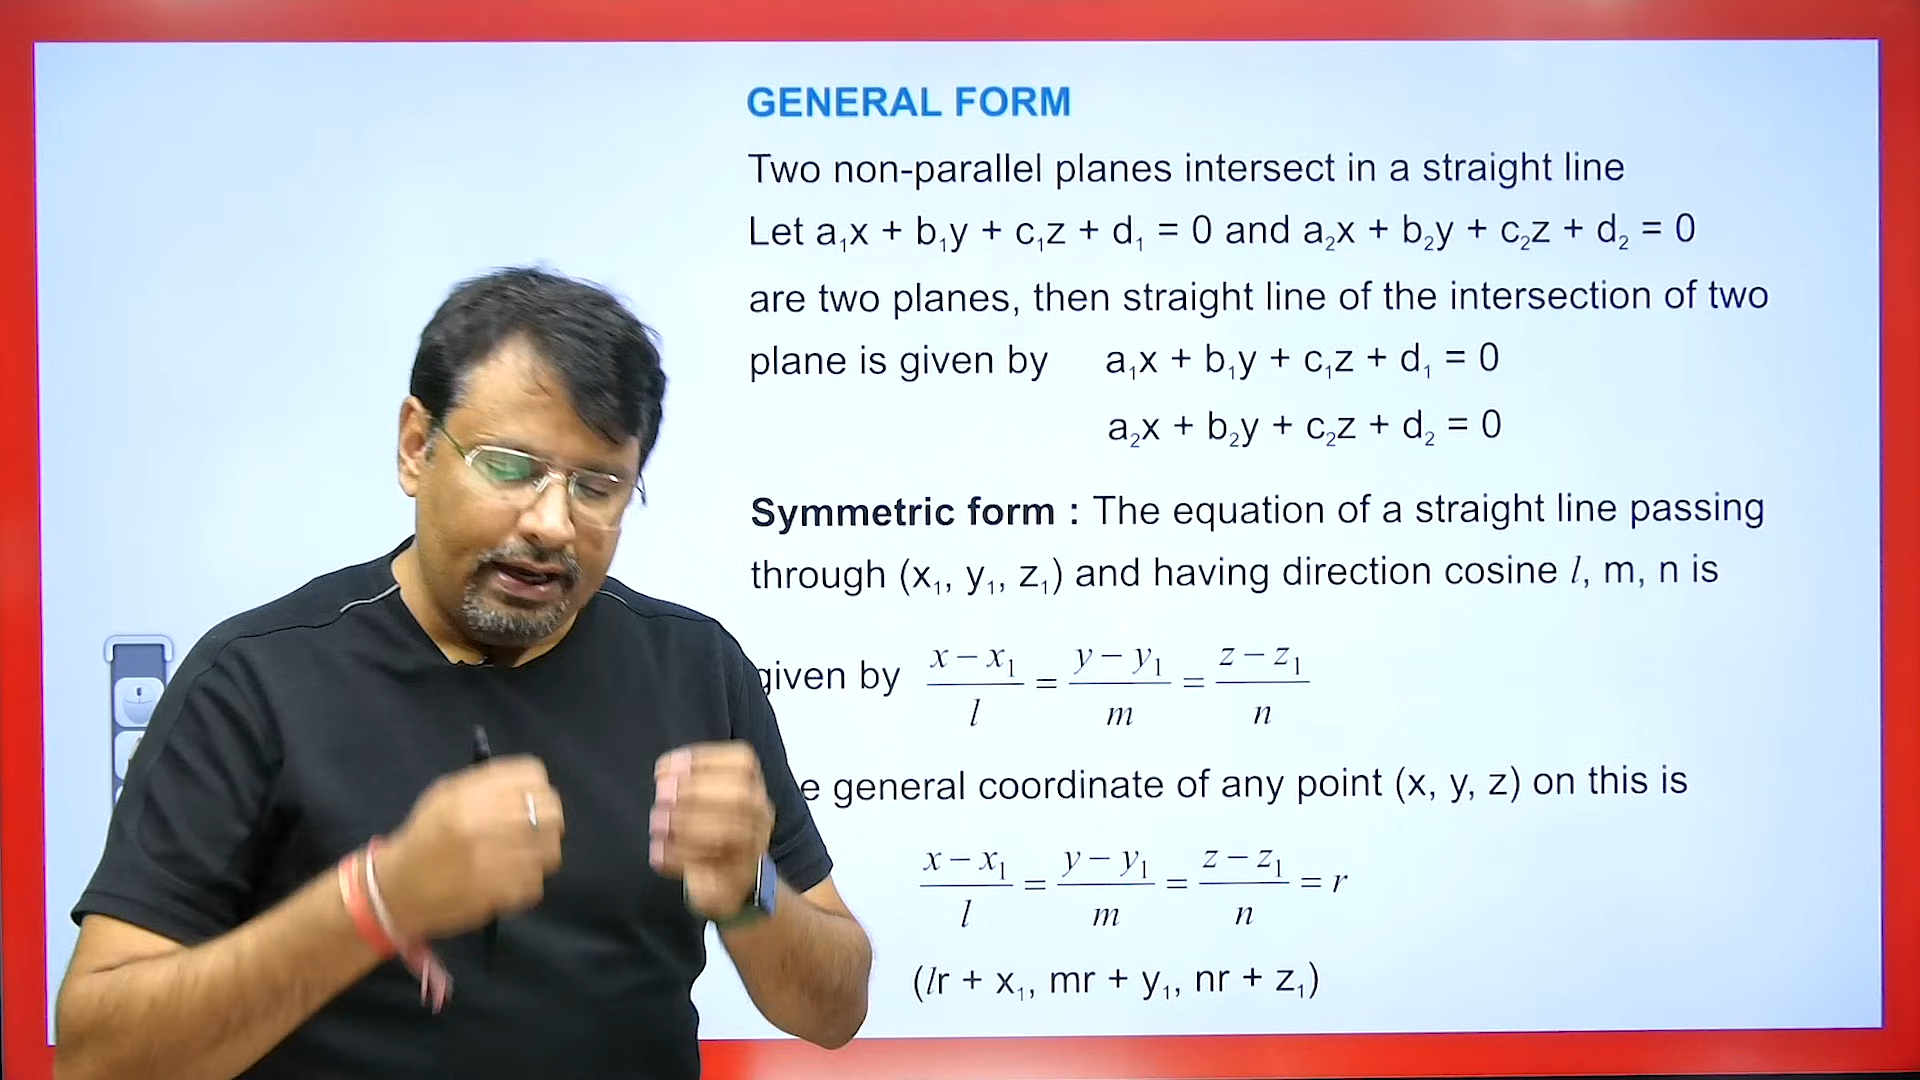 GENERAL FORM
Two non-parallel planes intersect in a straight line
Let a₁x + b₁y + c₁z + d₁ = 0 and a₂x + b₂y + c₂z + d₂ = 0
are two planes, then straight line of the intersection of two
plane is given by a₁x + b₁y + c₁z + d₁ = 0
a₂x + b₂y + c₂z + d₂ = 0
Symmetric form : The equation of a straight line passing
through (x₁, y₁, z₁) and having direction cosine l, m, n is
given by (x − x₁)/l = (y − y₁)/m = (z − z₁)/n
general coordinate of any point (x, y, z) on this is
(x − x₁)/l = (y − y₁)/m = (z − z₁)/n = r
(lr + x₁, mr + y₁, nr + z₁)